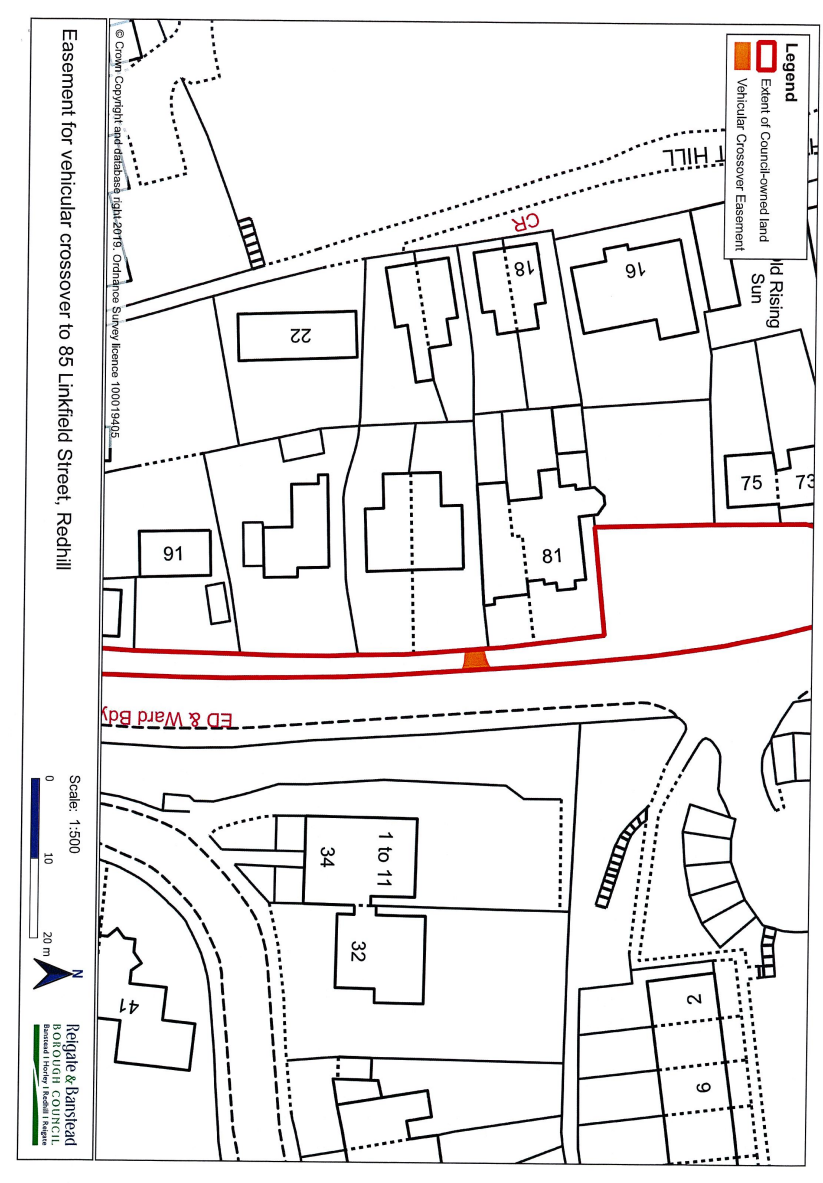 Legend
Extent of Council-owned land
Vehicular Crossover Easement
T HILL
CR
ld Rising
Sun
16
18
22
75
73
81
91
ED & Ward Bdy
1 to 11
34
32
41
2
6
© Crown Copyright and database right 2019. Ordnance Survey licence 100019405
Easement for vehicular crossover to 85 Linkfield Street, Redhill
Scale: 1:500
0 10 20 m
N
Reigate & Banstead
BOROUGH COUNCIL
Banstead I Horley I Redhill I Reigate